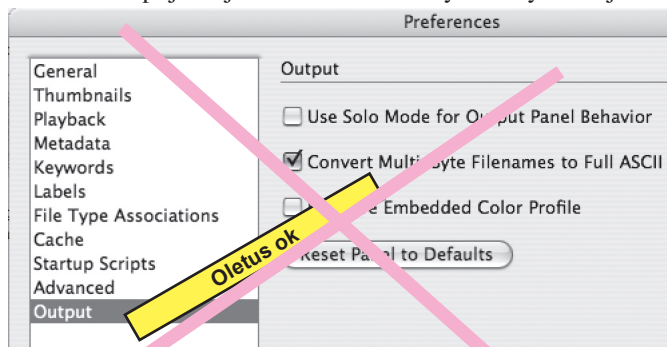 Preferences
General
Thumbnails
Playback
Metadata
Keywords
Labels
File Type Associations
Cache
Startup Scripts
Advanced
Output
Output
Use Solo Mode for Output Panel Behavior
Convert Multi-Byte Filenames to Full ASCII
Embedded Color Profile
Reset Panel to Defaults
Oletus ok